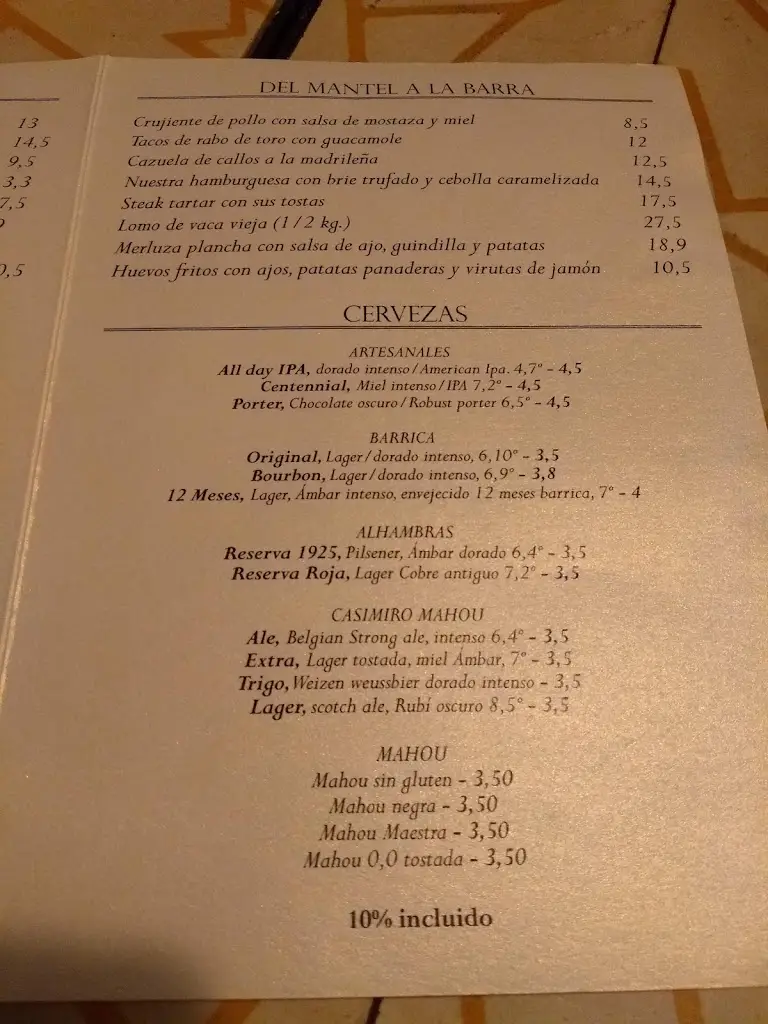 13
14,5
9,5
3,3
7,5
0,5
DEL MANTEL A LA BARRA
Crujiente de pollo con salsa de mostaza y miel 8,5
Tacos de rabo de toro con guacamole 12
Cazuela de callos a la madrileña 12,5
Nuestra hamburguesa con brie trufado y cebolla caramelizada 14,5
Steak tartar con sus tostas 17,5
Lomo de vaca vieja (1/2 kg.) 27,5
Merluza plancha con salsa de ajo, guindilla y patatas 18,9
Huevos fritos con ajos, patatas panaderas y virutas de jamón 10,5
CERVEZAS
ARTESANALES
All day IPA, dorado intenso/American Ipa. 4,7° - 4,5
Centennial, Miel intenso/IPA 7,2° - 4,5
Porter, Chocolate oscuro/Robust porter 6,5° - 4,5
BARRICA
Original, Lager/dorado intenso, 6,10° - 3,5
Bourbon, Lager/dorado intenso, 6,9° - 3,8
12 Meses, Lager, Ámbar intenso, envejecido 12 meses barrica, 7° - 4
ALHAMBRAS
Reserva 1925, Pilsener, Ámbar dorado 6,4° - 3,5
Reserva Roja, Lager Cobre antiguo 7,2° - 3,5
CASIMIRO MAHOU
Ale, Belgian Strong ale, intenso 6,4° - 3,5
Extra, Lager tostada, miel Ámbar, 7° - 3,5
Trigo, Weizen weussbier dorado intenso - 3,5
Lager, scotch ale, Rubí oscuro 8,5° - 3,5
MAHOU
Mahou sin gluten - 3,50
Mahou negra - 3,50
Mahou Maestra - 3,50
Mahou 0,0 tostada - 3,50
10% incluido